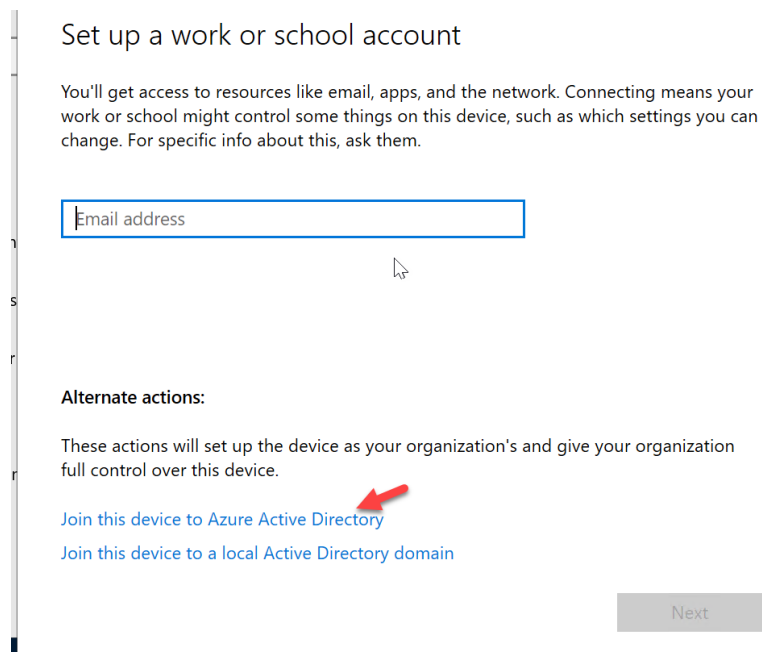 Set up a work or school account
You'll get access to resources like email, apps, and the network. Connecting means your
work or school might control some things on this device, such as which settings you can
change. For specific info about this, ask them.
Email address
Alternate actions:
These actions will set up the device as your organization's and give your organization
full control over this device.
Join this device to Azure Active Directory
Join this device to a local Active Directory domain
Next